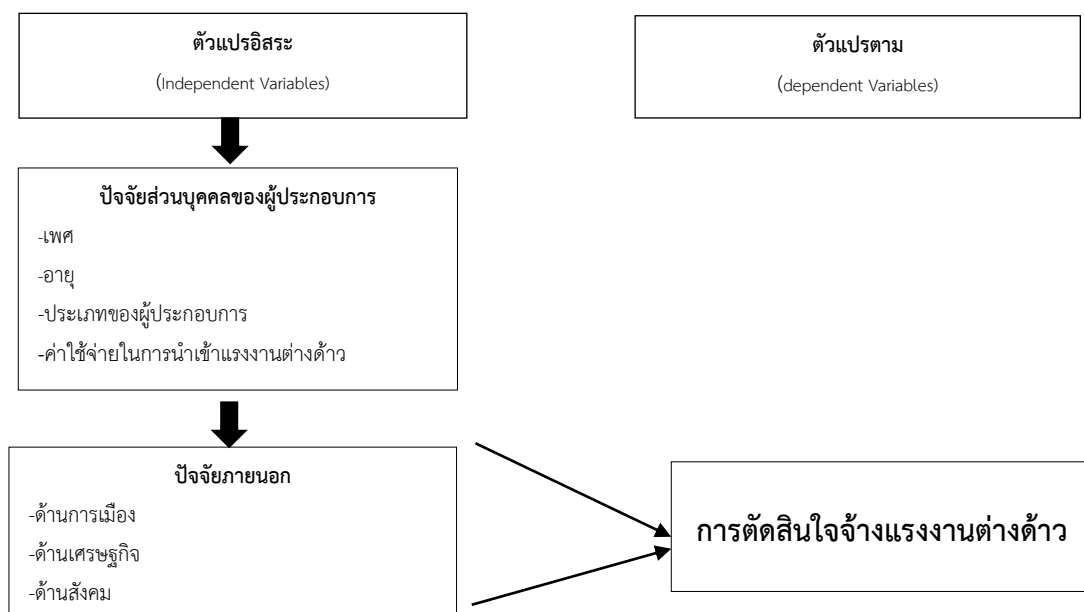 ตัวแปรอิสระ
(Independent Variables)
ตัวแปรตาม
(dependent Variables)
ปัจจัยส่วนบุคคลของผู้ประกอบการ
-เพศ
-อายุ
-ประเภทของผู้ประกอบการ
-ค่าใช้จ่ายในการนำเข้าแรงงานต่างด้าว
ปัจจัยภายนอก
-ด้านการเมือง
-ด้านเศรษฐกิจ
-ด้านสังคม
การตัดสินใจจ้างแรงงานต่างด้าว